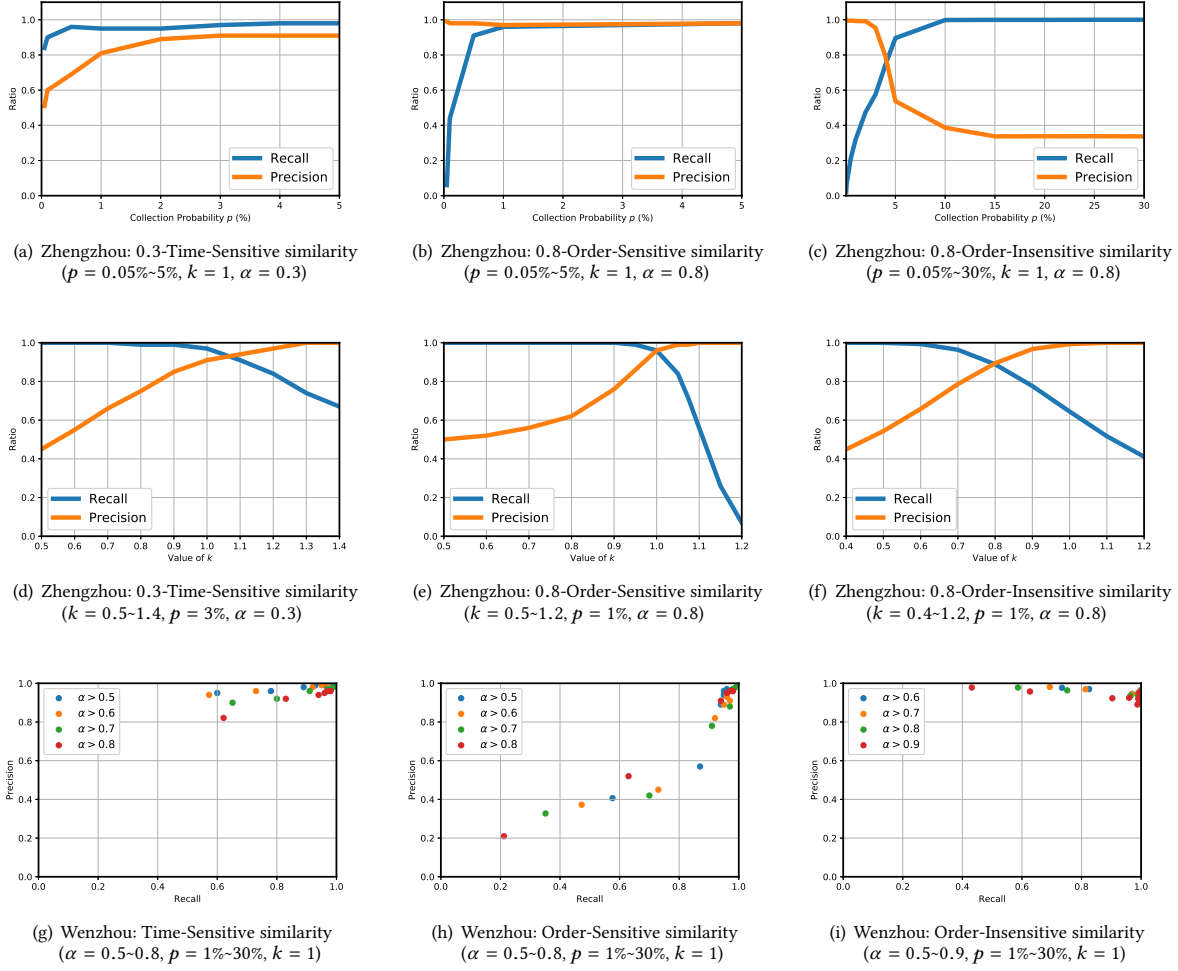 1.0
0.8
0.6
0.4
0.2
0.0
Ratio
0 1 2 3 4 5
Collection Probability p (%)
Recall
Precision
(a) Zhengzhou: 0.3-Time-Sensitive similarity
(p = 0.05%~5%, k = 1, α = 0.3)
1.0
0.8
0.6
0.4
0.2
0.0
Ratio
0 1 2 3 4 5
Collection Probability p (%)
Recall
Precision
(b) Zhengzhou: 0.8-Order-Sensitive similarity
(p = 0.05%~5%, k = 1, α = 0.8)
1.0
0.8
0.6
0.4
0.2
0.0
Ratio
5 10 15 20 25 30
Collection Probability p (%)
Recall
Precision
(c) Zhengzhou: 0.8-Order-Insensitive similarity
(p = 0.05%~30%, k = 1, α = 0.8)
1.0
0.8
0.6
0.4
0.2
0.0
Ratio
0.5 0.6 0.7 0.8 0.9 1.0 1.1 1.2 1.3 1.4
Value of k
Recall
Precision
(d) Zhengzhou: 0.3-Time-Sensitive similarity
(k = 0.5~1.4, p = 3%, α = 0.3)
1.0
0.8
0.6
0.4
0.2
0.0
Ratio
0.5 0.6 0.7 0.8 0.9 1.0 1.1 1.2
Value of k
Recall
Precision
(e) Zhengzhou: 0.8-Order-Sensitive similarity
(k = 0.5~1.2, p = 1%, α = 0.8)
1.0
0.8
0.6
0.4
0.2
0.0
Ratio
0.4 0.5 0.6 0.7 0.8 0.9 1.0 1.1 1.2
Value of k
Recall
Precision
(f) Zhengzhou: 0.8-Order-Insensitive similarity
(k = 0.4~1.2, p = 1%, α = 0.8)
1.0
0.8
0.6
0.4
0.2
0.0
Precision
0.0 0.2 0.4 0.6 0.8 1.0
Recall
α > 0.5
α > 0.6
α > 0.7
α > 0.8
(g) Wenzhou: Time-Sensitive similarity
(α = 0.5~0.8, p = 1%~30%, k = 1)
1.0
0.8
0.6
0.4
0.2
0.0
Precision
0.0 0.2 0.4 0.6 0.8 1.0
Recall
α > 0.5
α > 0.6
α > 0.7
α > 0.8
(h) Wenzhou: Order-Sensitive similarity
(α = 0.5~0.8, p = 1%~30%, k = 1)
1.0
0.8
0.6
0.4
0.2
0.0
Precision
0.0 0.2 0.4 0.6 0.8 1.0
Recall
α > 0.6
α > 0.7
α > 0.8
α > 0.9
(i) Wenzhou: Order-Insensitive similarity
(α = 0.5~0.9, p = 1%~30%, k = 1)